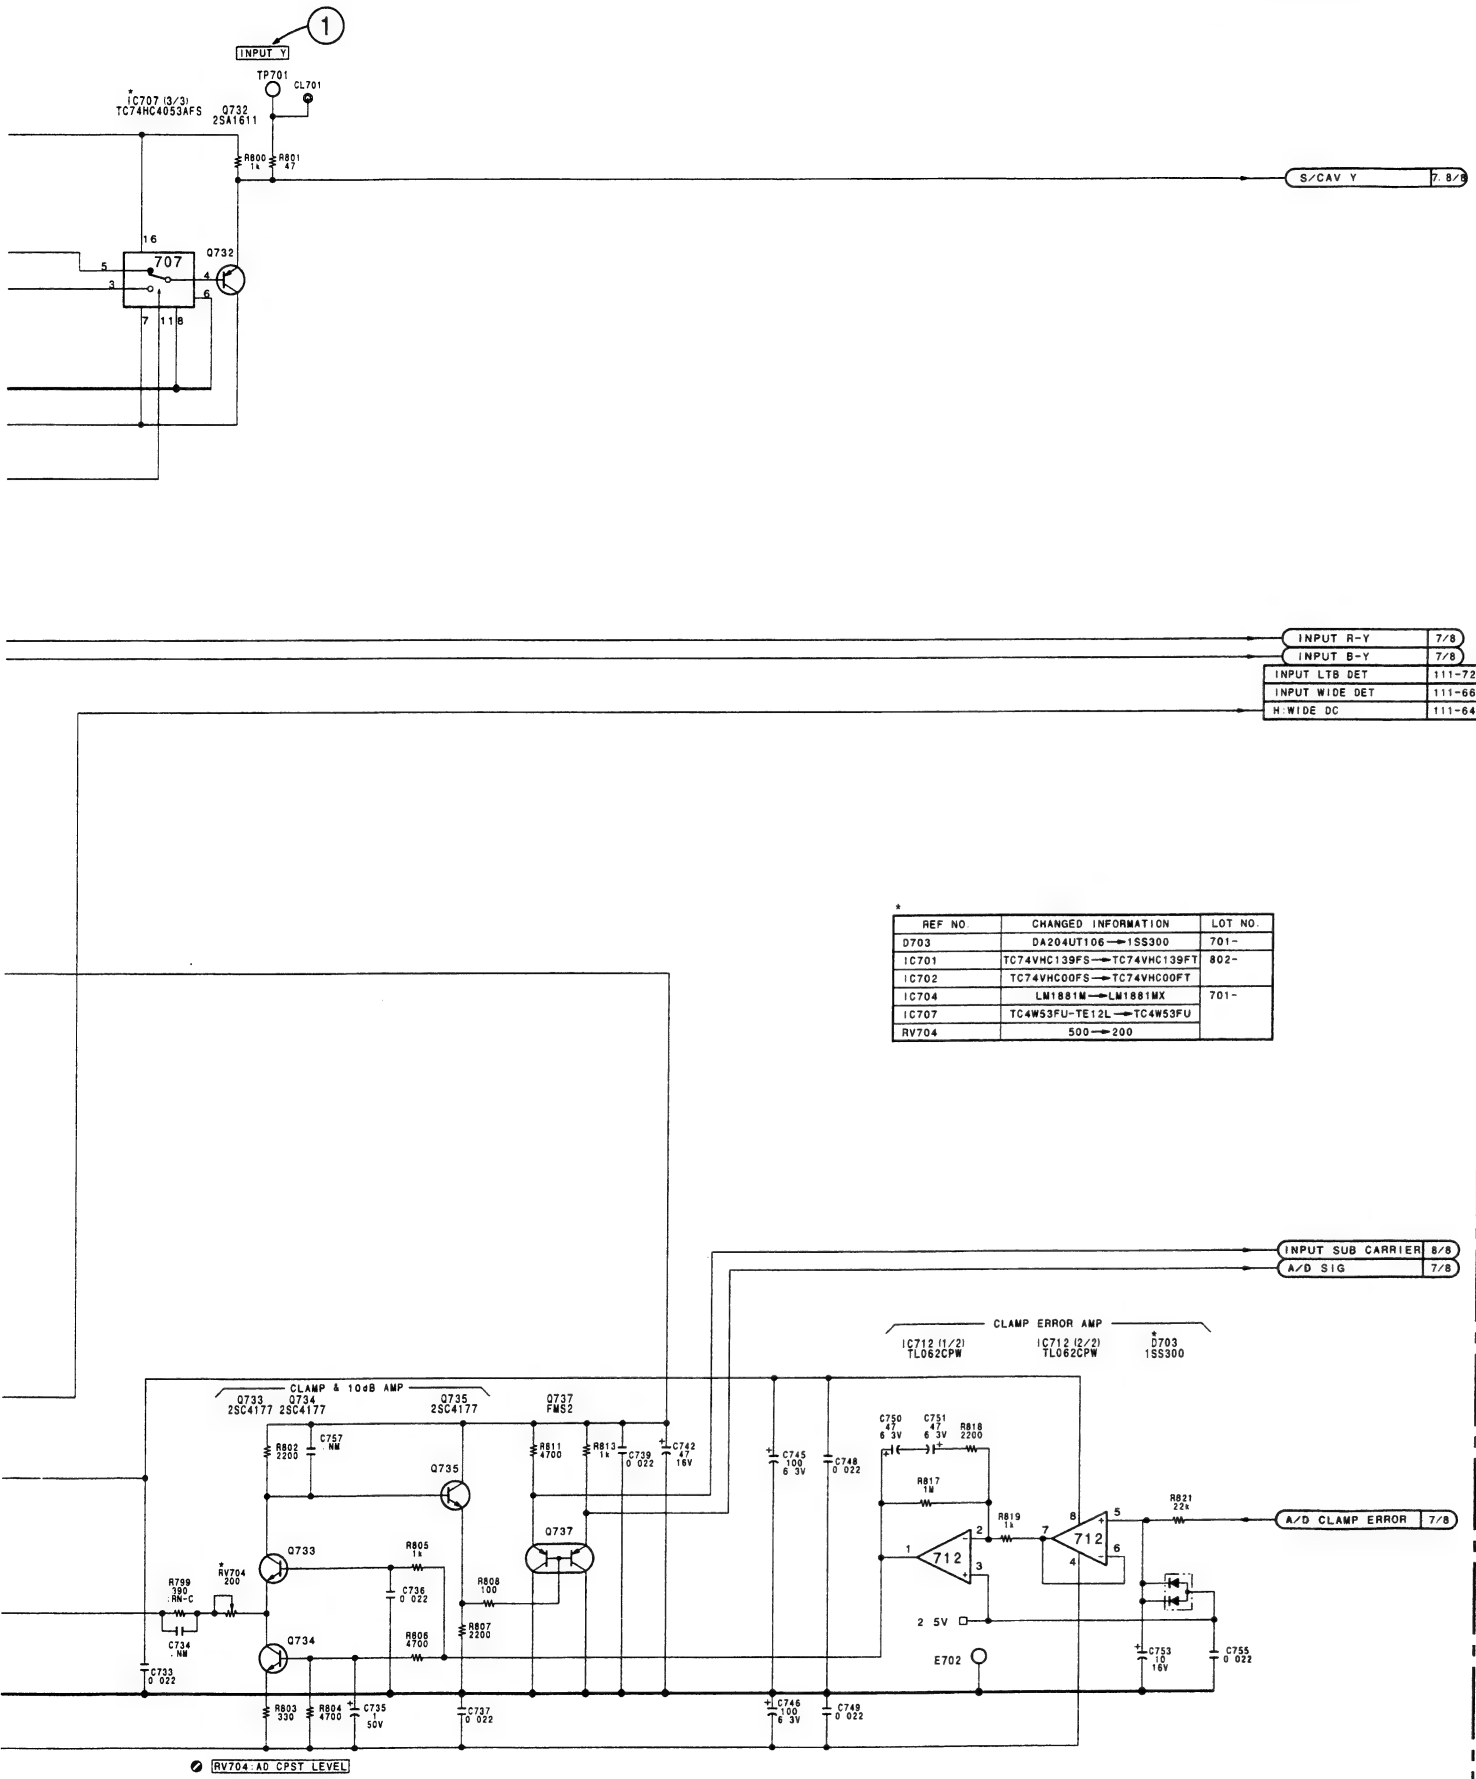 1
INPUT Y
TP701
CL701
*
IC707 (3/3)
TC74HC4053AFS
Q732
2SA1611
R800
1k
R801
47
S/CAV Y 7.8/8
16
707
Q732
5
4
3
6
7 11 8
INPUT R-Y 7/8
INPUT B-Y 7/8
INPUT LTB DET 111-72
INPUT WIDE DET 111-66
H:WIDE DC 111-64
*
REF NO. CHANGED INFORMATION LOT NO.
D703 DA204UT106→1SS300 701-
IC701 TC74VHC139FS→TC74VHC139FT 802-
IC702 TC74VHC00FS→TC74VHC00FT
IC704 LM1881M→LM1881MX 701-
IC707 TC4W53FU-TE12L→TC4W53FU
RV704 500→200
INPUT SUB CARRIER 8/8
A/D SIG 7/8
CLAMP ERROR AMP
IC712 (1/2)
TL062CPW
IC712 (2/2)
TL062CPW
*
D703
1SS300
CLAMP & 10dB AMP
Q733
2SC4177
Q734
2SC4177
Q735
2SC4177
Q737
FMS2
R802
2200
C757
:NM
R811
4700
R813
1k
C739
0.022
+
C742
47
16V
+
C745
100
6.3V
C748
0.022
C750
47
6.3V
+
C751
47
6.3V
+
R818
2200
Q735
R817
1M
R821
22k
A/D CLAMP ERROR 7/8
R819
1k
Q737
1
712
-
2
+
3
7
8
712
4
+
5
-
6
Q733
R805
1k
R799
390
:RN-C
*
RV704
200
C736
0.022
R808
100
R807
2200
C734
:NM
Q734
R806
4700
2.5V
E702
+
C753
10
16V
C755
0.022
C733
0.022
R803
330
R804
4700
+
C735
1
50V
C737
0.022
+
C746
100
6.3V
C749
0.022
RV704:AD CPST LEVEL